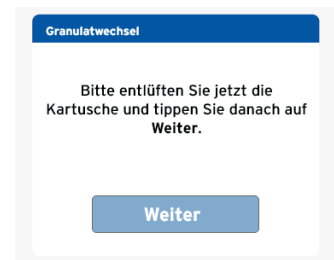 Granulatwechsel
Bitte entlüften Sie jetzt die
Kartusche und tippen Sie danach auf
Weiter.
Weiter